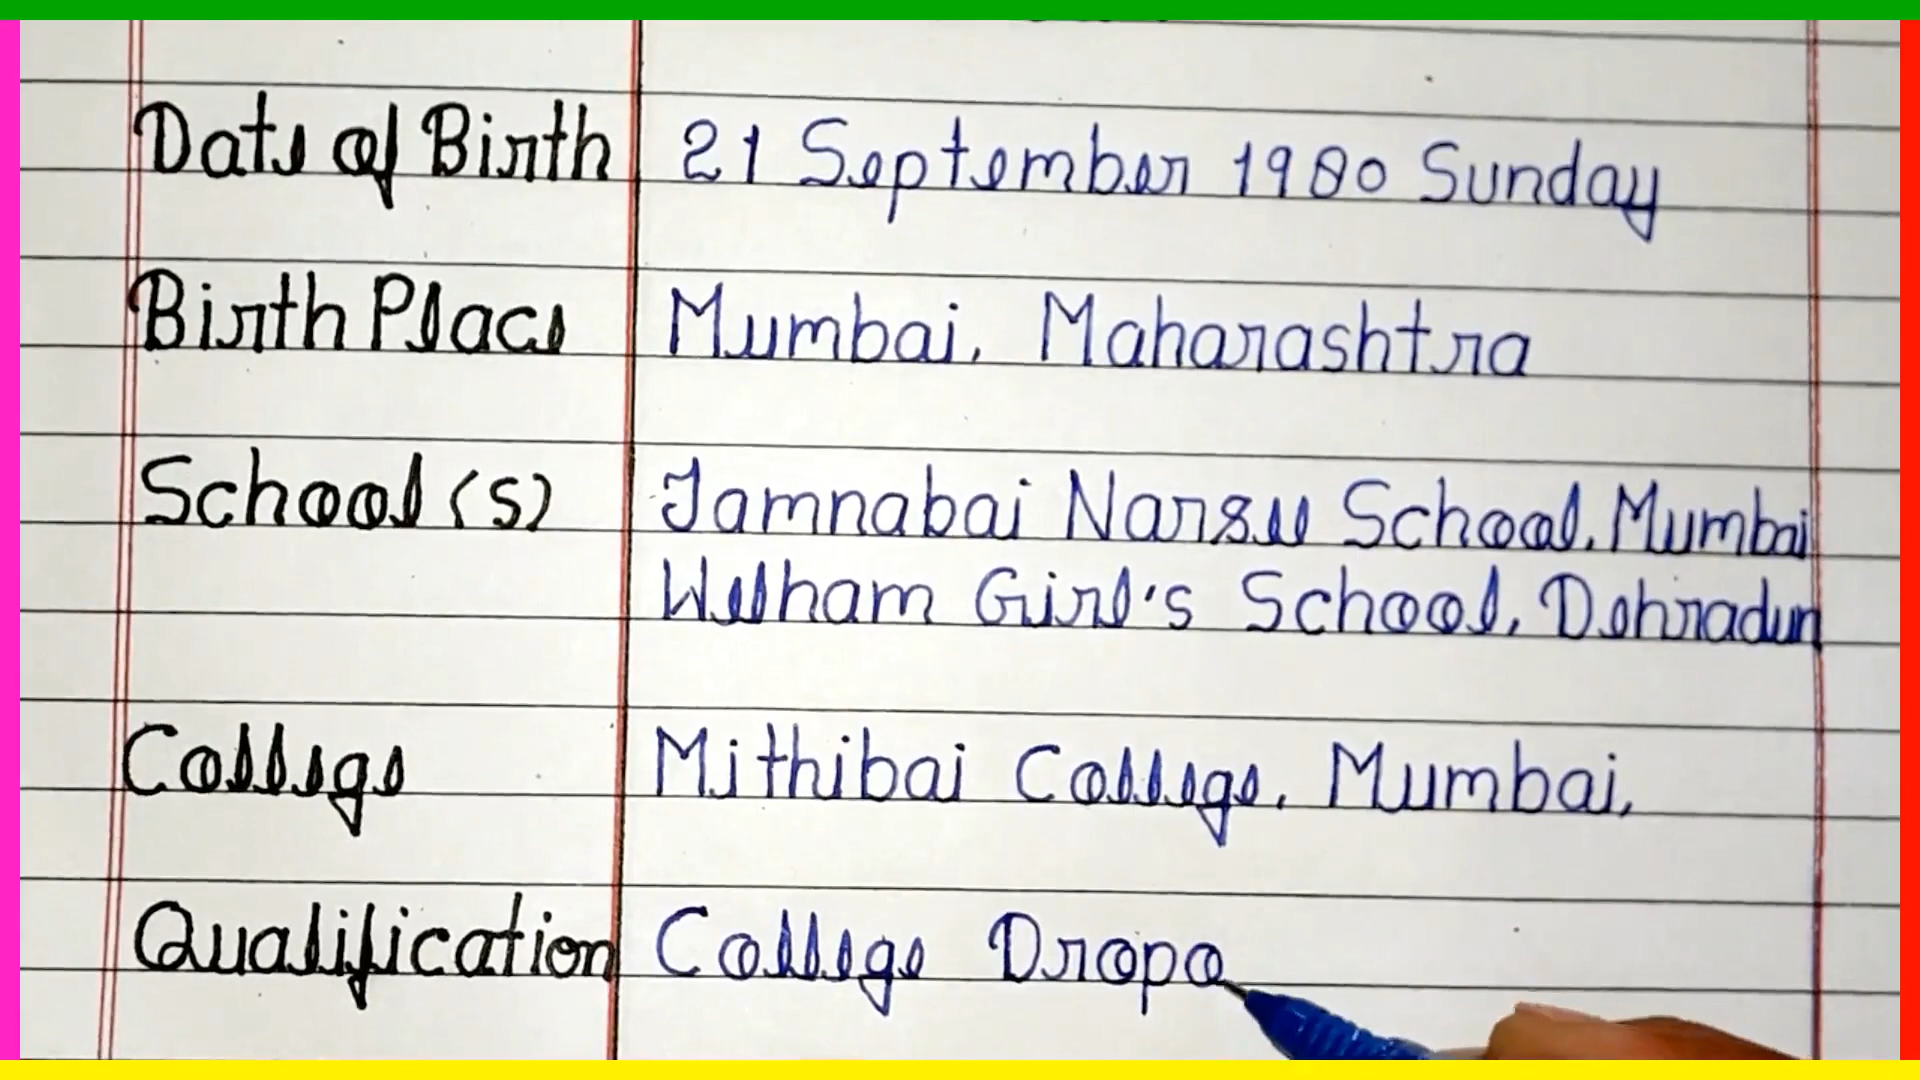 Date of Birth 21 September 1980 Sunday
Birth Place Mumbai, Maharashtra
School (s) Jamnabai Narsee School, Mumbai
Welham Girl's School, Dehradun
College Mithibai College, Mumbai,
Qualification College Dropo